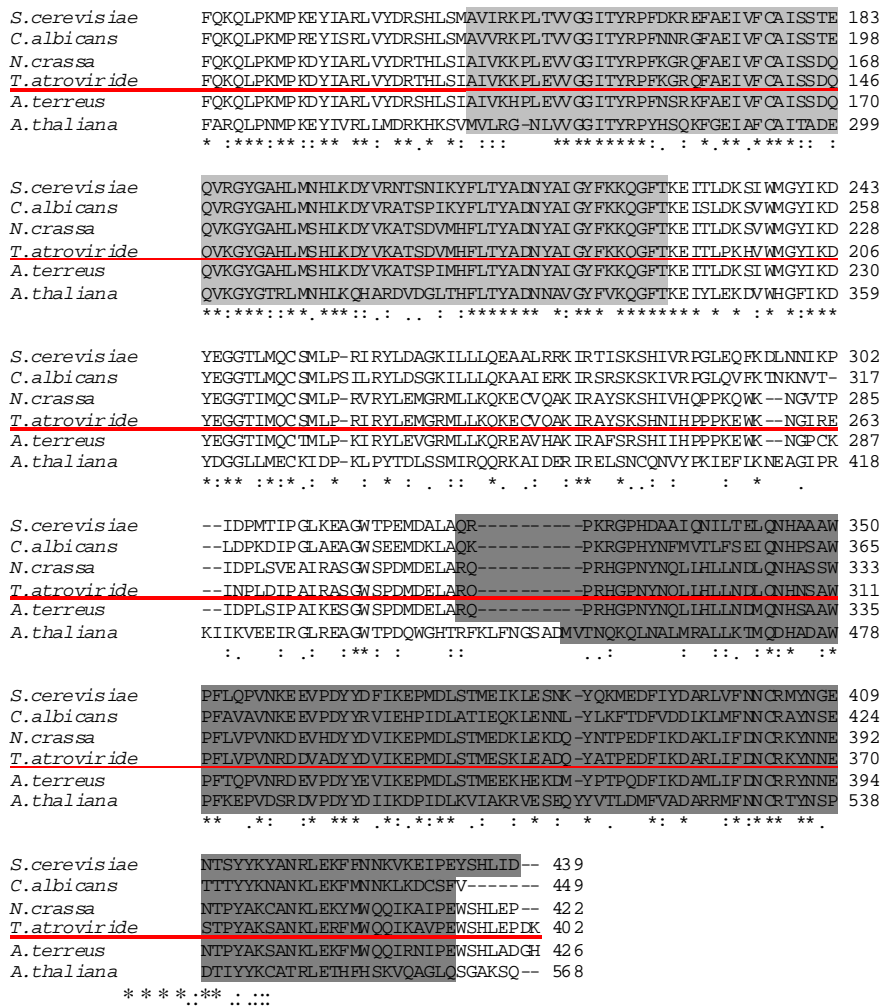 S.cerevisiae FQKQLPKMPKEYIARLVYDRSHLSMAVIRKPLTVVGGITYRPFDKREFAEIVFCAISSTE 183
C.albicans FQKQLPKMPREYISRLVYDRSHLSMAVIRKPLTVVGGITYRPFNNRGFAEIVFCAISSTE 198
N.crassa FQKQLPKMPKDYIARLVYDRTHLSIAIVKKPLEVVGGITYRPFKGRQFAEIVFCAISSDQ 168
T.atroviride FQKQLPKMPKDYIARLVYDRTHLSIAIVKKPLEVVGGITYRPFKGRQFAEIVFCAISSDQ 146
A.terreus FQKQLPKMPKDYIARLVYDRSHLSIAIVKHPLEVVGGITYRPFNSRKFAEIVFCAISSDQ 170
A.thaliana FARQLPNMPKEYIVRLLMDRKHKSVMVLRG-NLVVGGITYRPYHSQKFGEIAFCAITADE 299
* :***:**::** **: **.* *: ::: *********:. : *.**.****:: :
S.cerevisiae QVRGYGAHLMNHLKDYVRNTSNIKYFLTYADNYAIGYFKKQGFTKEITLDKSIWMGYIKD 243
C.albicans QVRGYGAHLMNHLKDYVRATSPIKYFLTYADNYAIGYFKKQGFTKEISLDKSVWMGYIKD 258
N.crassa QVKGYGAHLMSHLKDYVKATSDVMHFLTYADNYAIGYFKKQGFTKEITLDKSVWMGYIKD 228
T.atroviride QVKGYGAHLMSHLKDYVKATSDVMHFLTYADNYAIGYFKKQGFTKEITLPKHVWMGYIKD 206
A.terreus QVKGYGAHLMSHLKDYVKATSPIMHFLTYADNYAIGYFKKQGFTKEITLDKSIWMGYIKD 230
A.thaliana QVKGYGTRLMNHLKQHARDVDGLTHFLTYADNNAVGYFVKQGFTKEIYLEKDVWHGFIKD 359
**:***::**.***:.: .. : :******* *:*** ******** * * :* *:***
S.cerevisiae YEGGTLMQCSMLP-RIRYLDAGKILLLQEAALRRKIRTISKSHIVRPGLEQFKDLNNIKP 302
C.albicans YEGGTLMQCSMLPSILRYLDSGKILLLQKAAIERKIRSRSKSKIVRPGLQVFKTNKNVT- 317
N.crassa YEGGTIMQCSMLP-RVRYLEMGRMLLKQKECVQAKIRAYSKSHIVHQPPKQWK--NGVTP 285
T.atroviride YEGGTIMQCSMLP-RIRYLEMGRMLLKQKECVQAKIRAYSKSHNIHPPPKEWK--NGIRE 263
A.terreus YEGGTIMQCTMLP-KIRYLEVGRMLLKQREAVHAKIRAFSRSHIIHPPPKEWK--NGPCK 287
A.thaliana YDGGLLMECKIDP-KLPYTDLSSMIRQQRKAIDERIRELSNCQNVYPKIEFLKNEAGIPR 418
*:** :*:*.: * : * : . :: * . .: :** *..: : : * .
S.cerevisiae --IDPMTIPGLKEAGWTPEMDALAQR----------PKRGPHDAAIQNILTELQNHAAAW 350
C.albicans --LDPKDIPGLAEAGWSEEMDKLAQK----------PKRGPHYNFMVTLFSEIQNHPSAW 365
N.crassa --IDPLSVEAIRASGWSPDMDELARQ----------PRHGPNYNQLLHLLNDLQNHASSW 333
T.atroviride --INPLDIPAIRASGWSPDMDELARQ----------PRHGPNYNQLLHLLNDLQNHNSAW 311
A.terreus --IDPLSIPAIKESGWSPDMDELARQ----------PRHGPNYNQLLHLLNDMQNHSAAW 335
A.thaliana KIIKVEEIRGLREAGWTPDQWGHTRFKLFNGSADMVTNQKQLNALMRALLKTMQDHADAW 478
:. : .: :**: : :: ..: : ::. :*:* :*
S.cerevisiae PFLQPVNKEEVPDYYDFIKEPMDLSTMEIKLESNK-YQKMEDFIYDARLVFNNCRMYNGE 409
C.albicans PFAVAVNKEEVPDYYRVIEHPIDLATIEQKLENNL-YLKFTDFVDDLKLMFNNCRAYNSE 424
N.crassa PFLVPVNKDDVHDYYDVIKEPMDLSTMEEKLEKDQ-YNTPEDFIKDAKLIFDNCRKYNNE 392
T.atroviride PFLVPVNRDDVADYYDVIKEPMDLSTMESKLEADQ-YATPEDFIKDARLIFDNCRKYNNE 370
A.terreus PFTQPVNRDEVPDYYEVIKEPMDLSTMEEKHEKDM-YPTPQDFIKDAMLIFDNCRRYNNE 394
A.thaliana PFKEPVDSRDVPDYYDIIKDPIDLKVIAKRVESEQYYVTLDMFVADARRMFNNCRTYNSP 538
** .*: :* *** .*:.*:** .: : * : * . *: * :*:*** **.
S.cerevisiae NTSYYKYANRLEKFFNNKVKEIPEYSHLID-- 439
C.albicans TTTYYKNANKLEKFMNNKLKDCSFV------- 449
N.crassa NTPYAKCANKLEKYMWQQIKAIPEWSHLEP-- 422
T.atroviride STPYAKSANKLERFMWQQIKAVPEWSHLEPDK 402
A.terreus NTPYAKSANKLEKFMWQQIRNIPEWSHLADGH 426
A.thaliana DTIYYKCATRLETHFHSKVQAGLQSGAKSQ-- 568
* * * *.:** .: .:::